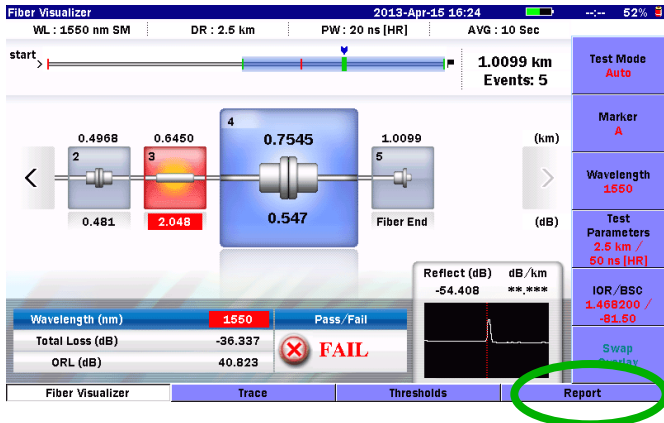 Fiber Visualizer 2013-Apr-15 16:24 --:-- 52%
WL : 1550 nm SM DR : 2.5 km PW : 20 ns [HR] AVG : 10 Sec
start
1.0099 km
Events: 5
0.4968 0.6450 4 0.7545 1.0099 (km)
2 3 5
0.481 2.048 0.547 Fiber End (dB)
Reflect (dB) dB/km
-54.408 **.***
Wavelength (nm) 1550 Pass/Fail
Total Loss (dB) -36.337
FAIL
ORL (dB) 40.823
Test Mode
Auto
Marker
A
Wavelength
1550
Test
Parameters
2.5 km /
50 ns [HR]
IOR/BSC
1.468200 /
-81.50
Swap
Overlay
Fiber Visualizer Trace Thresholds Report